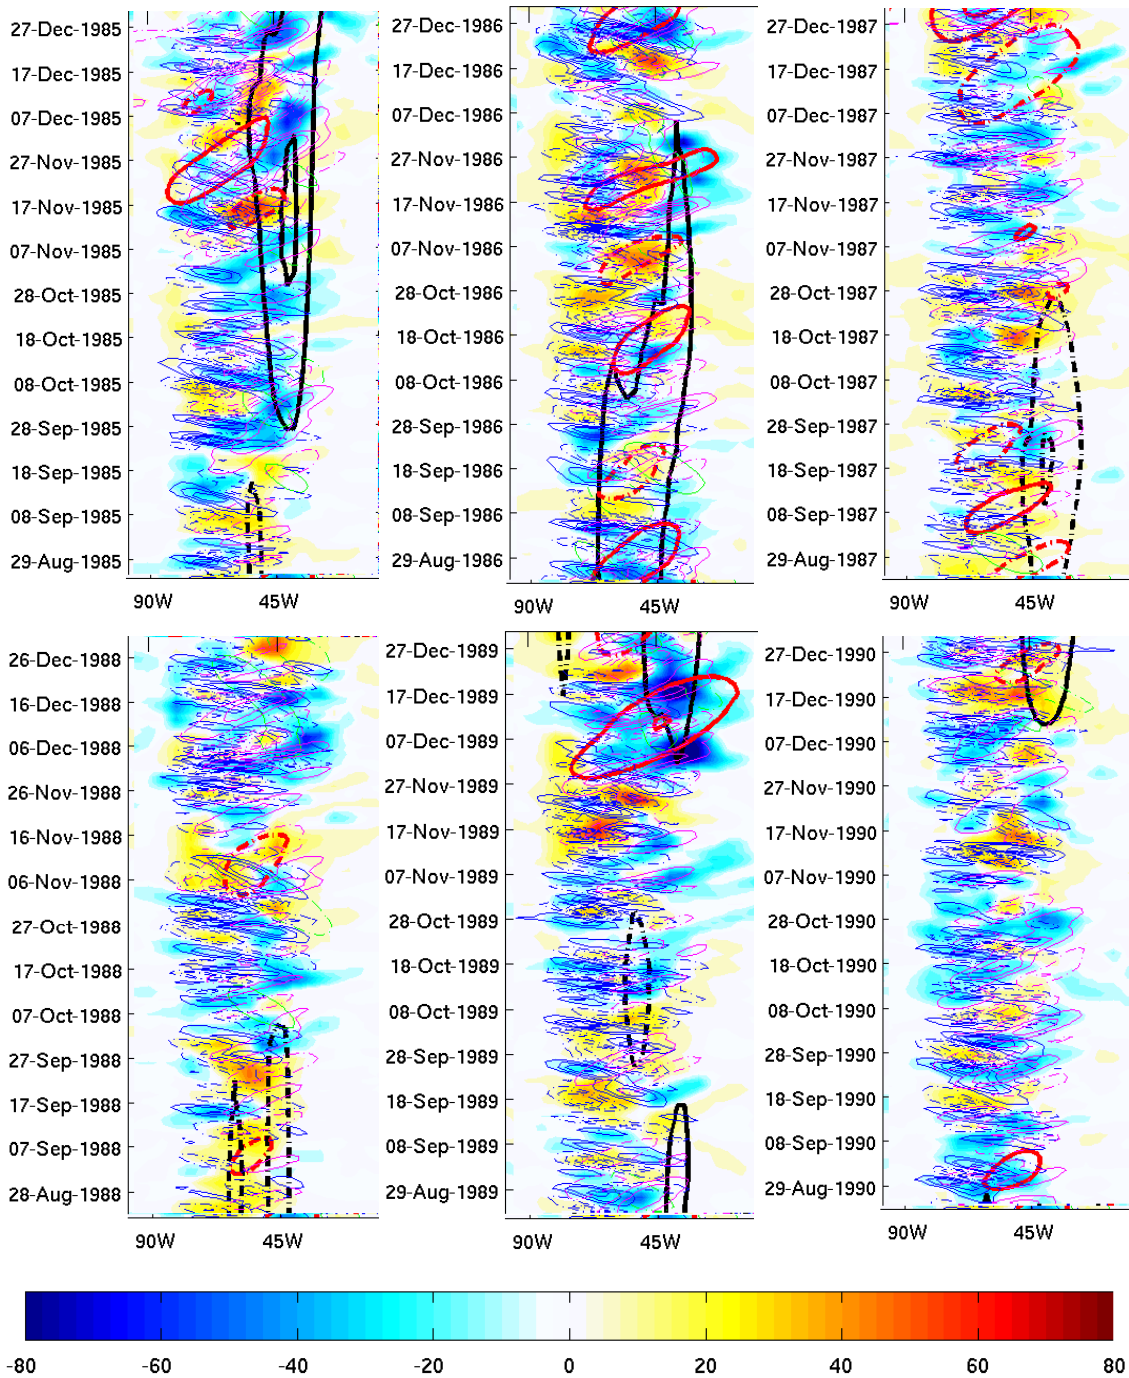 27-Dec-1985
17-Dec-1985
07-Dec-1985
27-Nov-1985
17-Nov-1985
07-Nov-1985
28-Oct-1985
18-Oct-1985
08-Oct-1985
28-Sep-1985
18-Sep-1985
08-Sep-1985
29-Aug-1985
90W 45W
27-Dec-1986
17-Dec-1986
07-Dec-1986
27-Nov-1986
17-Nov-1986
07-Nov-1986
28-Oct-1986
18-Oct-1986
08-Oct-1986
28-Sep-1986
18-Sep-1986
08-Sep-1986
29-Aug-1986
90W 45W
27-Dec-1987
17-Dec-1987
07-Dec-1987
27-Nov-1987
17-Nov-1987
07-Nov-1987
28-Oct-1987
18-Oct-1987
08-Oct-1987
28-Sep-1987
18-Sep-1987
08-Sep-1987
29-Aug-1987
90W 45W
26-Dec-1988
16-Dec-1988
06-Dec-1988
26-Nov-1988
16-Nov-1988
06-Nov-1988
27-Oct-1988
17-Oct-1988
07-Oct-1988
27-Sep-1988
17-Sep-1988
07-Sep-1988
28-Aug-1988
90W 45W
27-Dec-1989
17-Dec-1989
07-Dec-1989
27-Nov-1989
17-Nov-1989
07-Nov-1989
28-Oct-1989
18-Oct-1989
08-Oct-1989
28-Sep-1989
18-Sep-1989
08-Sep-1989
29-Aug-1989
90W 45W
27-Dec-1990
17-Dec-1990
07-Dec-1990
27-Nov-1990
17-Nov-1990
07-Nov-1990
28-Oct-1990
18-Oct-1990
08-Oct-1990
28-Sep-1990
18-Sep-1990
08-Sep-1990
29-Aug-1990
90W 45W
-80 -60 -40 -20 0 20 40 60 80